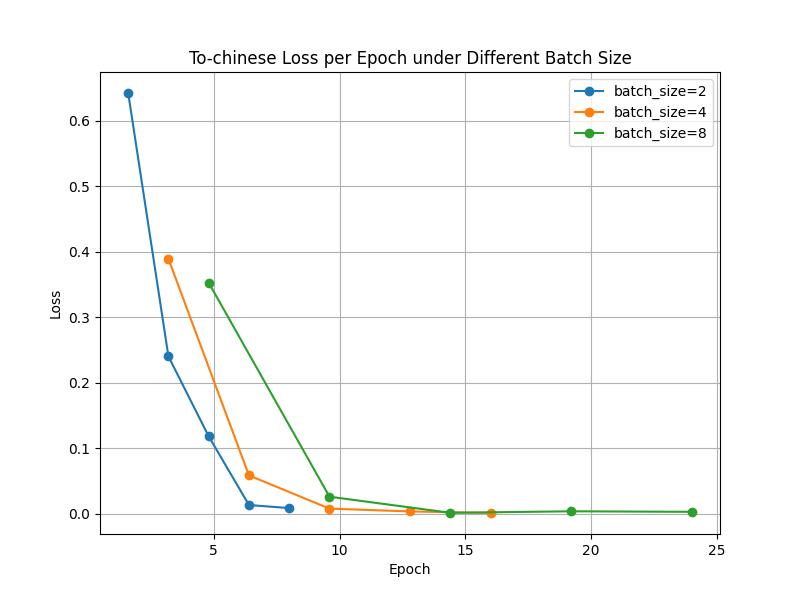 To-chinese Loss per Epoch under Different Batch Size
batch_size=2
batch_size=4
batch_size=8
0.6
0.5
0.4
0.3
0.2
0.1
0.0
Loss
5
10
15
20
25
Epoch